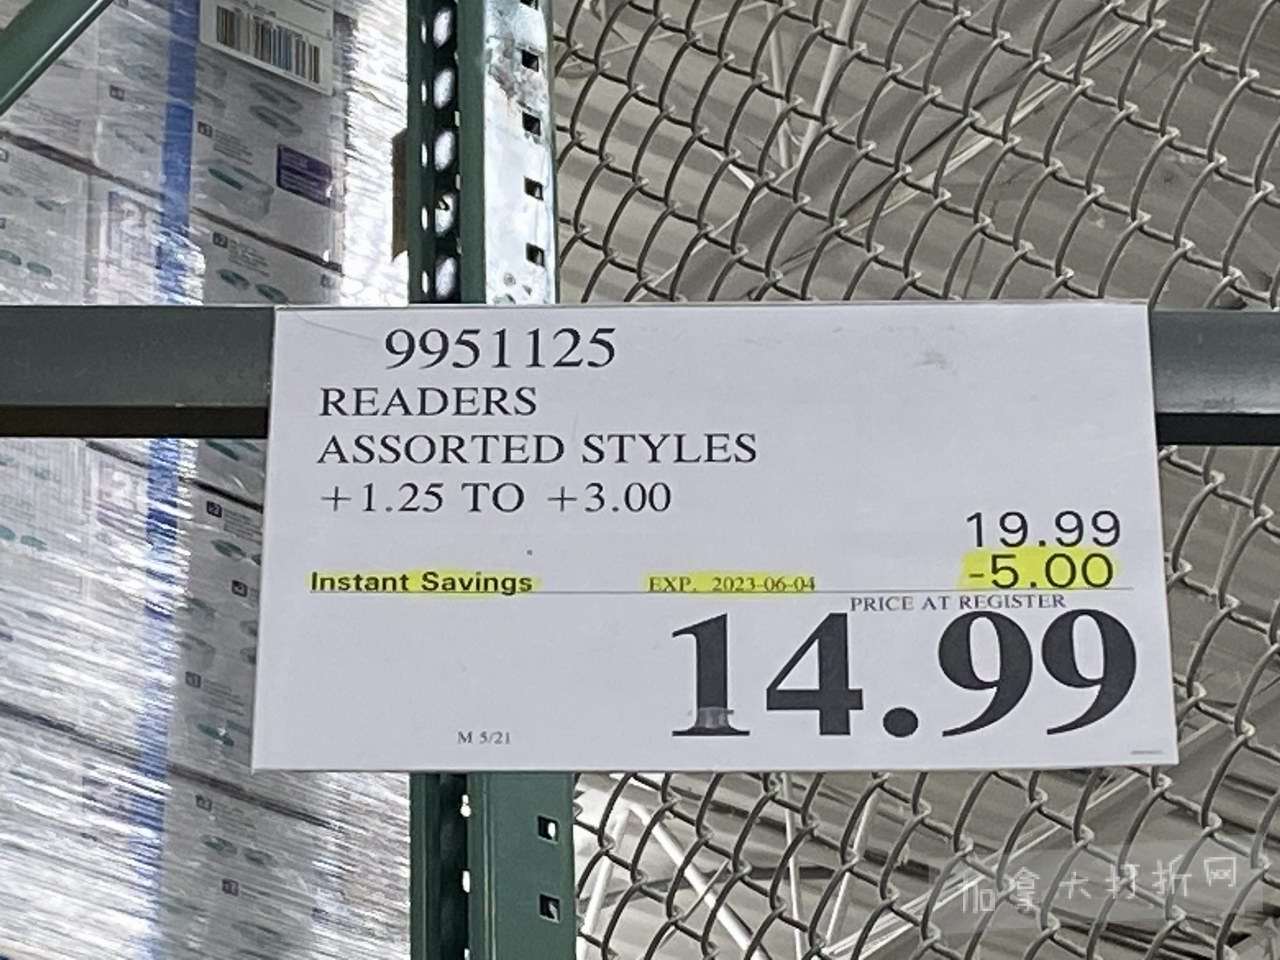 9951125
READERS
ASSORTED STYLES
+1.25 TO +3.00
19.99
Instant Savings EXP. 2023-06-04 -5.00
PRICE AT REGISTER
14.99
M 5/21
加拿大打折网